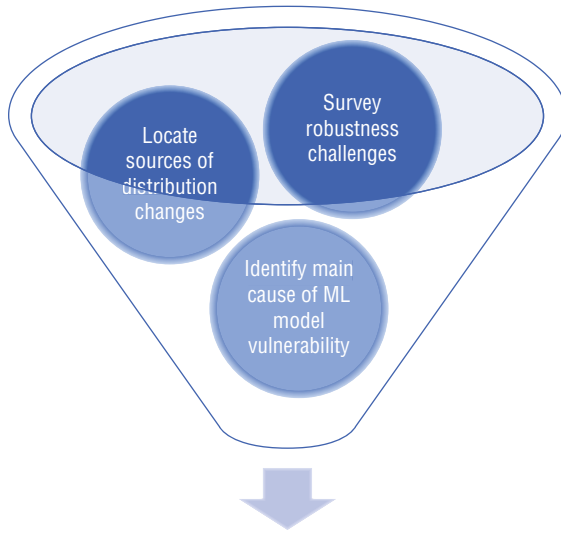 Survey
robustness
challenges
Locate
sources of
distribution
changes
Identify main
cause of ML
model
vulnerability